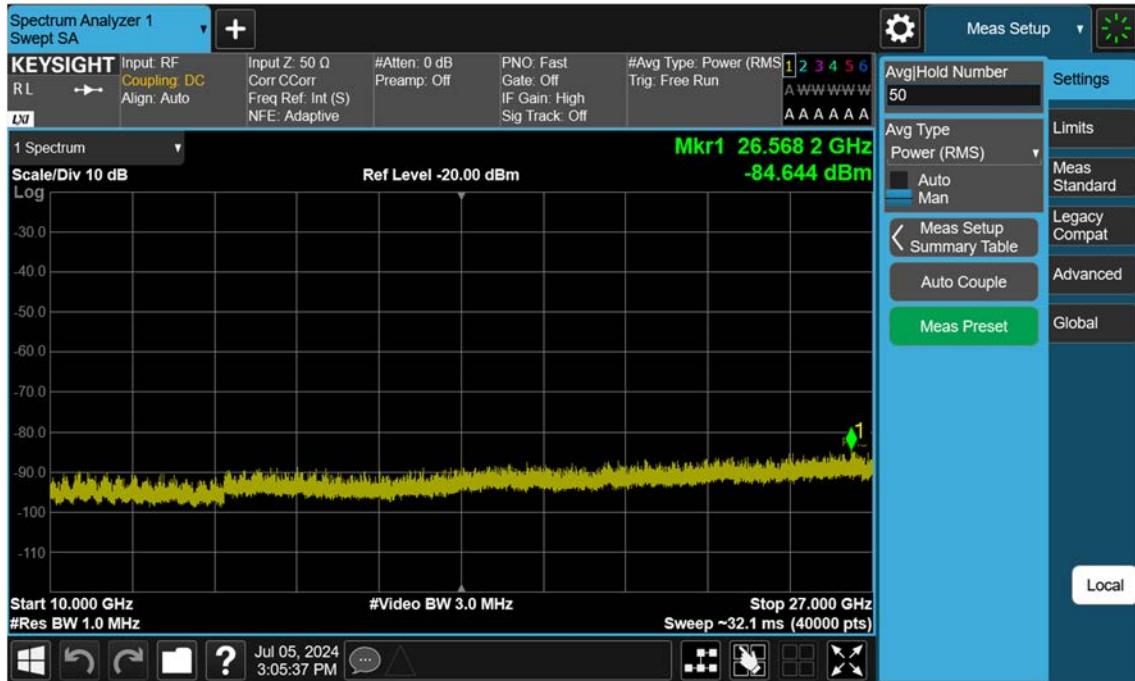 Spectrum Analyzer 1
Swept SA
+
Meas Setup
KEYSIGHT
RL
LXI
Input: RF
Coupling: DC
Align: Auto
Input Z: 50 Ω
Corr CCorr
Freq Ref: Int (S)
NFE: Adaptive
#Atten: 0 dB
Preamp: Off
PNO: Fast
Gate: Off
IF Gain: High
Sig Track: Off
#Avg Type: Power (RMS
Trig: Free Run
1 2 3 4 5 6
A W W W W W
A A A A A A
1 Spectrum
Mkr1 26.568 2 GHz
Scale/Div 10 dB
Ref Level -20.00 dBm
-84.644 dBm
Log
-30.0
-40.0
-50.0
-60.0
-70.0
-80.0
-90.0
-100
-110
1
Start 10.000 GHz
#Video BW 3.0 MHz
Stop 27.000 GHz
#Res BW 1.0 MHz
Sweep ~32.1 ms (40000 pts)
Avg|Hold Number
50
Avg Type
Power (RMS)
Auto
Man
Meas Setup
Summary Table
Auto Couple
Meas Preset
Settings
Limits
Meas
Standard
Legacy
Compat
Advanced
Global
Local
?
Jul 05, 2024
3:05:37 PM